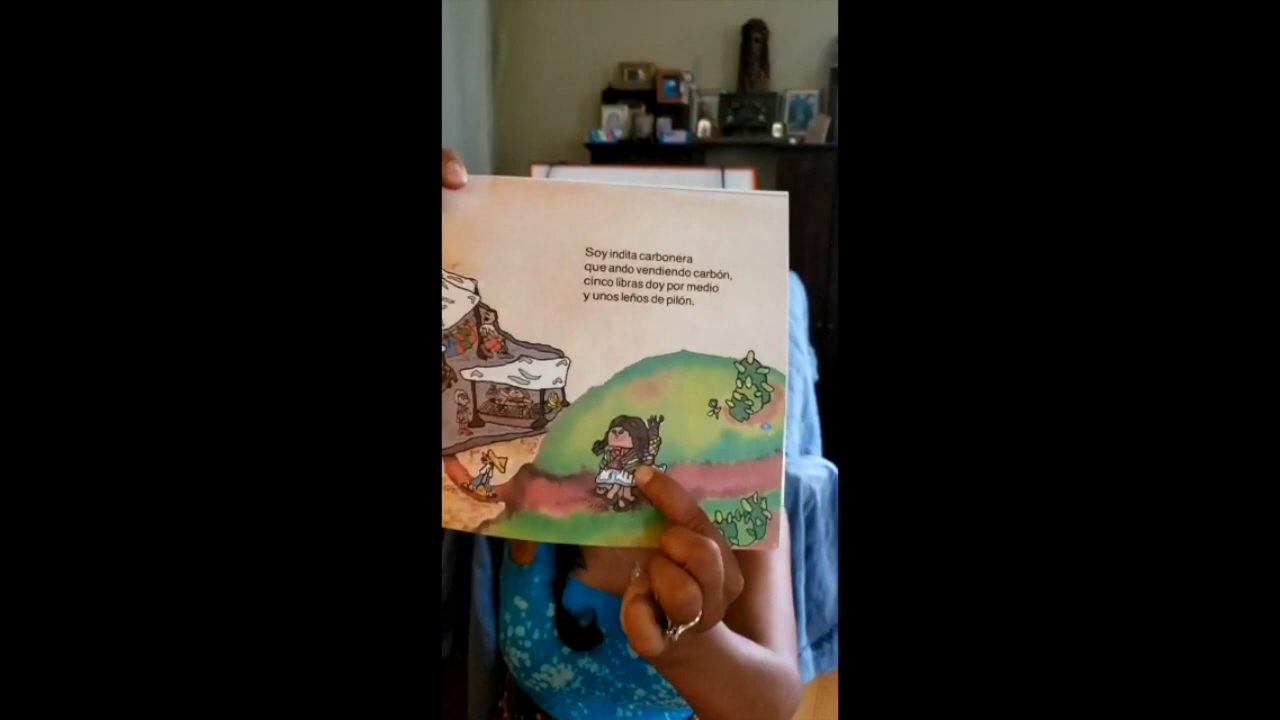 Soy indita carbonera
que ando vendiendo carbón,
cinco libras doy por medio
y unos leños de pilón.